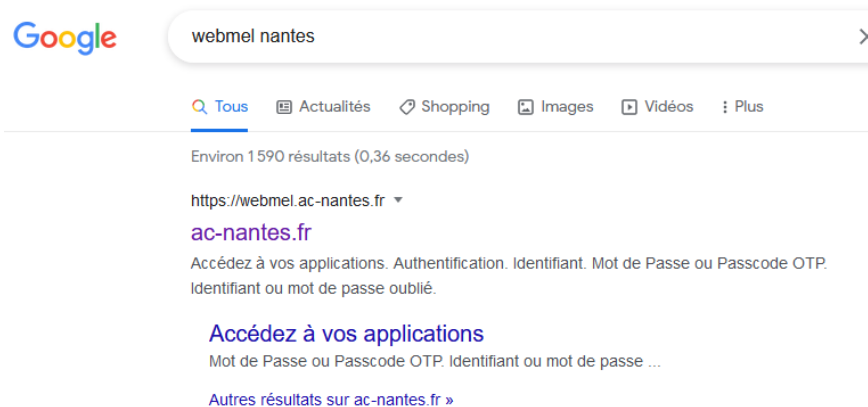 Google
webmel nantes
Tous Actualités Shopping Images Vidéos Plus
Environ 1 590 résultats (0,36 secondes)
https://webmel.ac-nantes.fr
ac-nantes.fr
Accédez à vos applications. Authentification. Identifiant. Mot de Passe ou Passcode OTP.
Identifiant ou mot de passe oublié.
Accédez à vos applications
Mot de Passe ou Passcode OTP. Identifiant ou mot de passe ...
Autres résultats sur ac-nantes.fr »